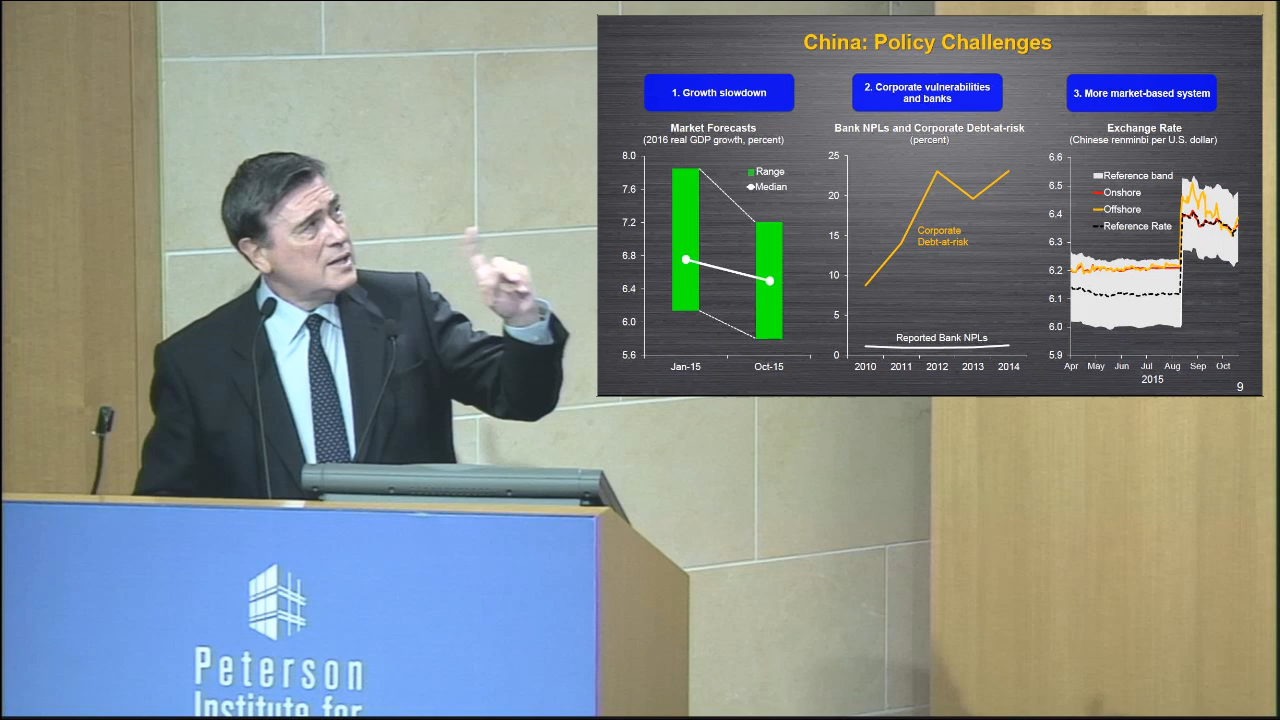 China: Policy Challenges
1. Growth slowdown
2. Corporate vulnerabilities
and banks
3. More market-based system
Market Forecasts
(2016 real GDP growth, percent)
8.0
7.6
7.2
6.8
6.4
6.0
5.6
Range
Median
Jan-15
Oct-15
Bank NPLs and Corporate Debt-at-risk
(percent)
25
20
15
10
5
0
Corporate
Debt-at-risk
Reported Bank NPLs
2010 2011 2012 2013 2014
Exchange Rate
(Chinese renminbi per U.S. dollar)
6.6
6.5
6.4
6.3
6.2
6.1
6.0
5.9
Reference band
Onshore
Offshore
Reference Rate
Apr May Jun Jul Aug Sep Oct
2015
9
Peterson
Institute for